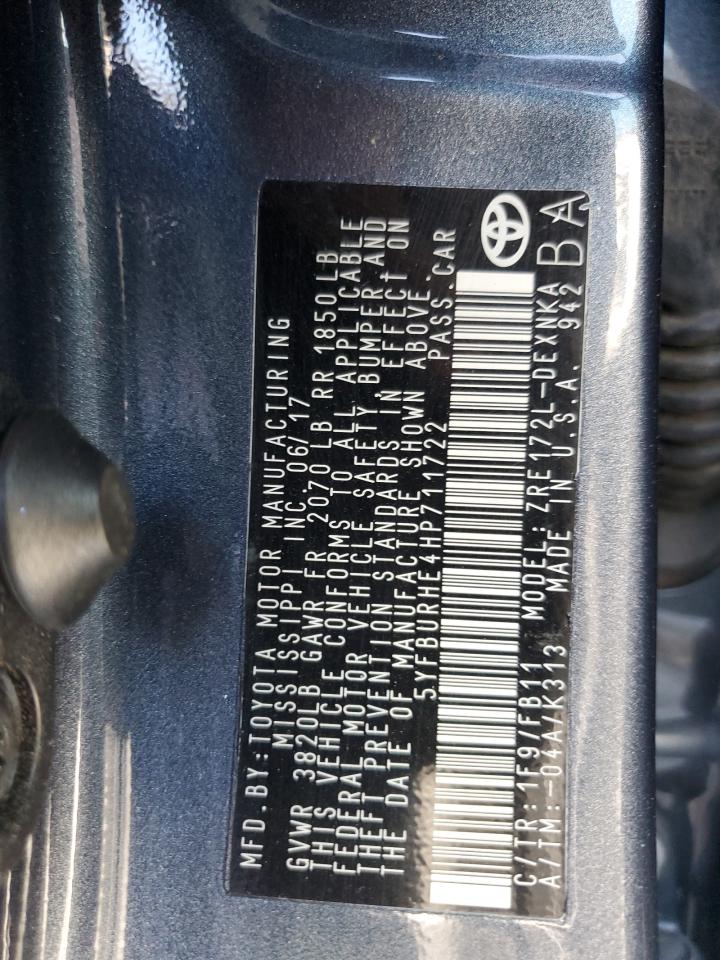 MFD.BY:TOYOTA MOTOR MANUFACTURING
MISSISSIPPI INC. 06/17
GVWR 3820LB GAWR FR 2070 LB RR 1850 LB
THIS VEHICLE CONFORMS TO ALL APPLICABLE
FEDERAL MOTOR VEHICLE SAFETY, BUMPER, AND
THEFT PREVENTION STANDARDS IN EFFECT ON
THE DATE OF MANUFACTURE SHOWN ABOVE.
5YFBURHE4HP711722 PASS.CAR
C/TR:1F9/FB11 MODEL:ZRE172L-DEXNKA
A/TM:-04A/K313 MADE IN U.S.A. 942 BA